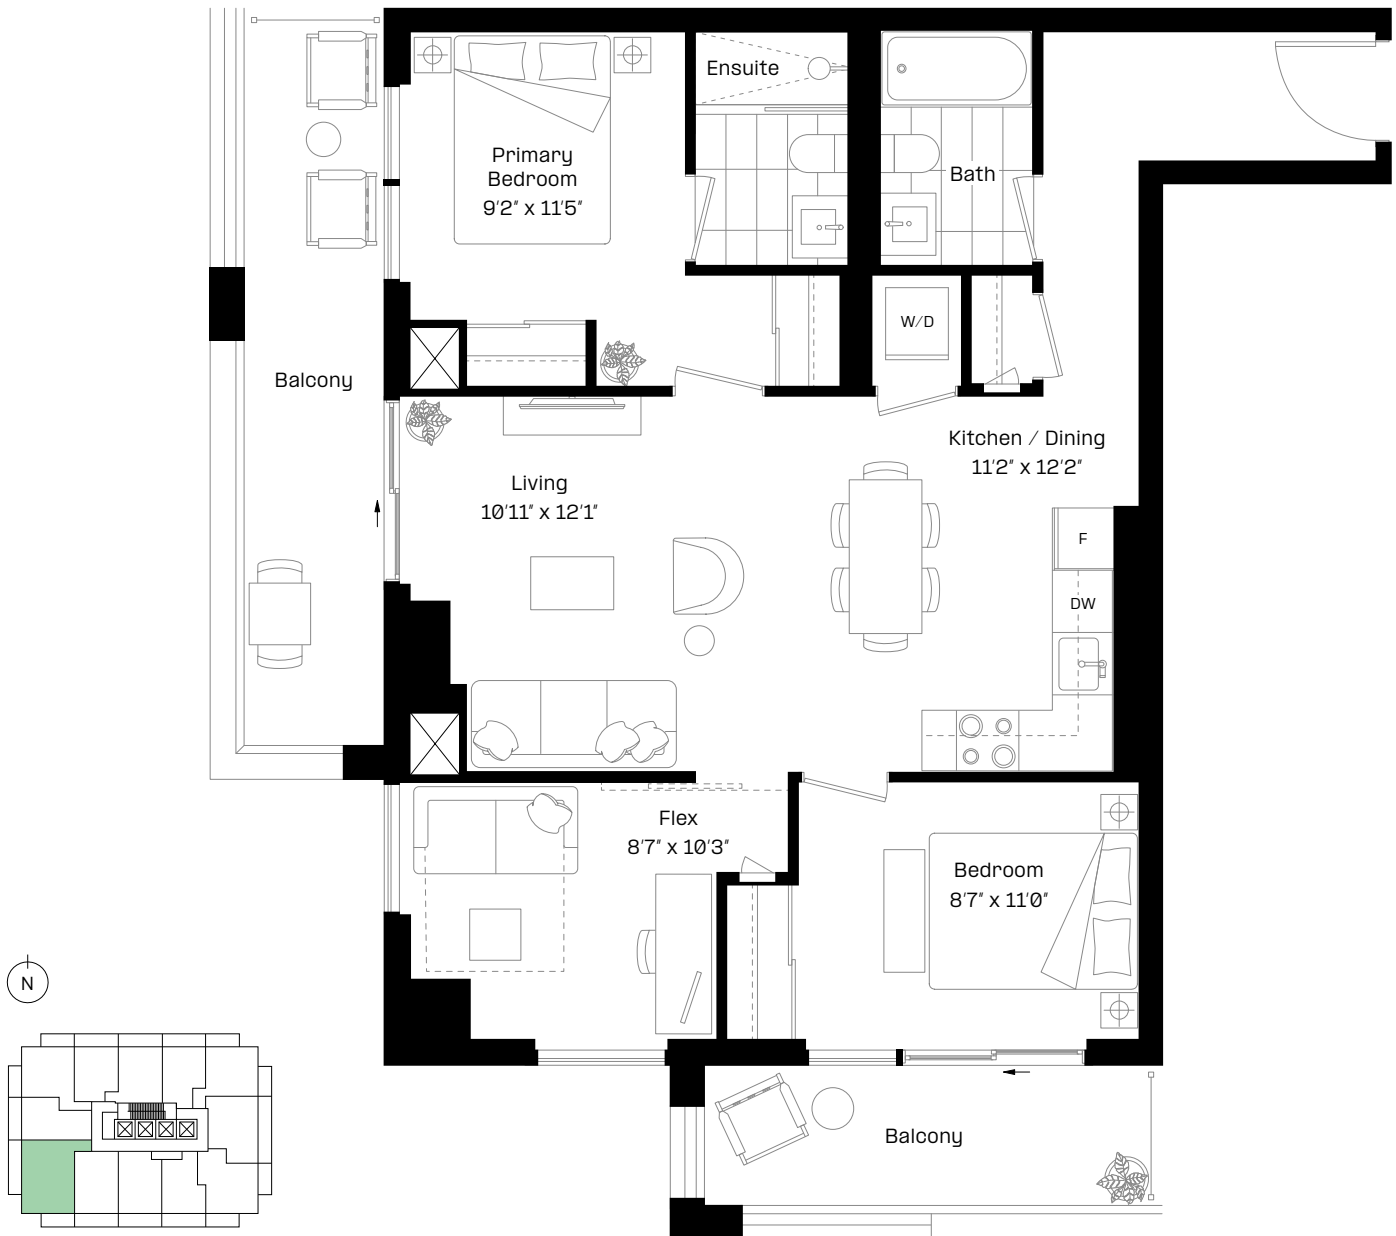 Ensuite
Primary
Bedroom
9'2" x 11'5"
Bath
W/D
Balcony
Kitchen / Dining
11'2" x 12'2"
Living
10'11" x 12'1"
F
DW
Flex
8'7" x 10'3"
Bedroom
8'7" x 11'0"
N
Balcony